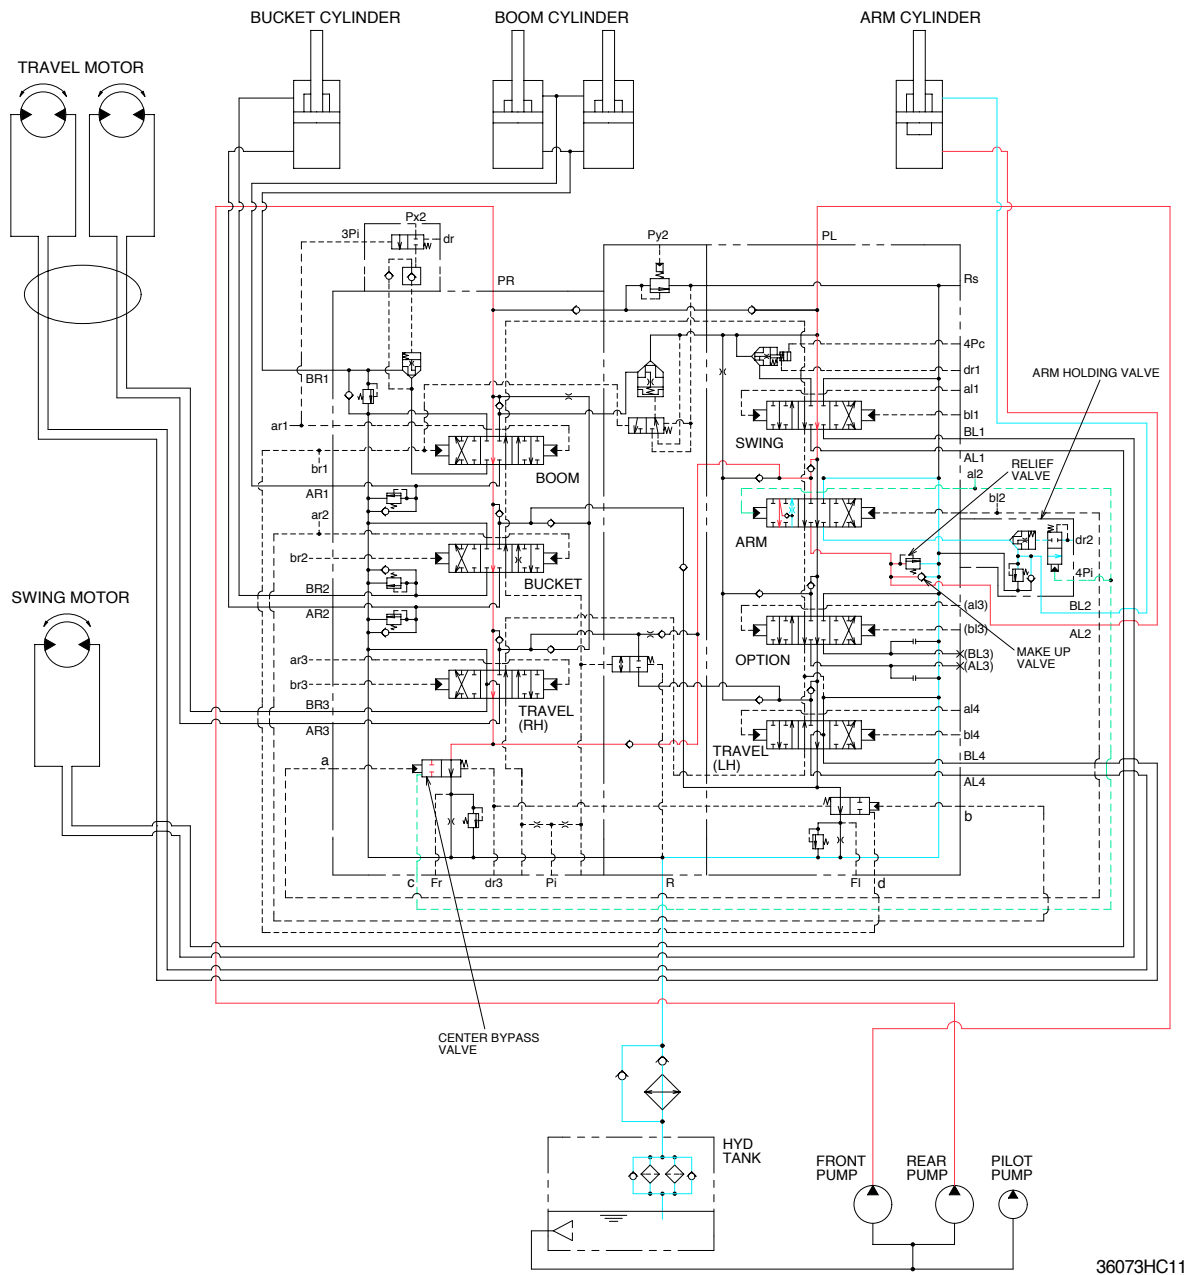 BUCKET CYLINDER
BOOM CYLINDER
ARM CYLINDER
TRAVEL MOTOR
Px2
3Pi
dr
Py2
PL
PR
Rs
4Pc
dr1
BR1
al1
ARM HOLDING VALVE
ar1
bl1
SWING
BL1
br1
BOOM
AL1
RELIEF
VALVE
al2
AR1
bl2
ar2
ARM
dr2
br2
BUCKET
4Pi
BR2
SWING MOTOR
AR2
(al3)
BL2
(bl3)
AL2
OPTION
MAKE UP
VALVE
(BL3)
(AL3)
ar3
br3
BR3
TRAVEL
(RH)
al4
AR3
bl4
TRAVEL
(LH)
BL4
a
AL4
b
c
Fr
dr3
Pi
R
Fl
d
CENTER BYPASS
VALVE
HYD
TANK
FRONT
PUMP
REAR
PUMP
PILOT
PUMP
36073HC11